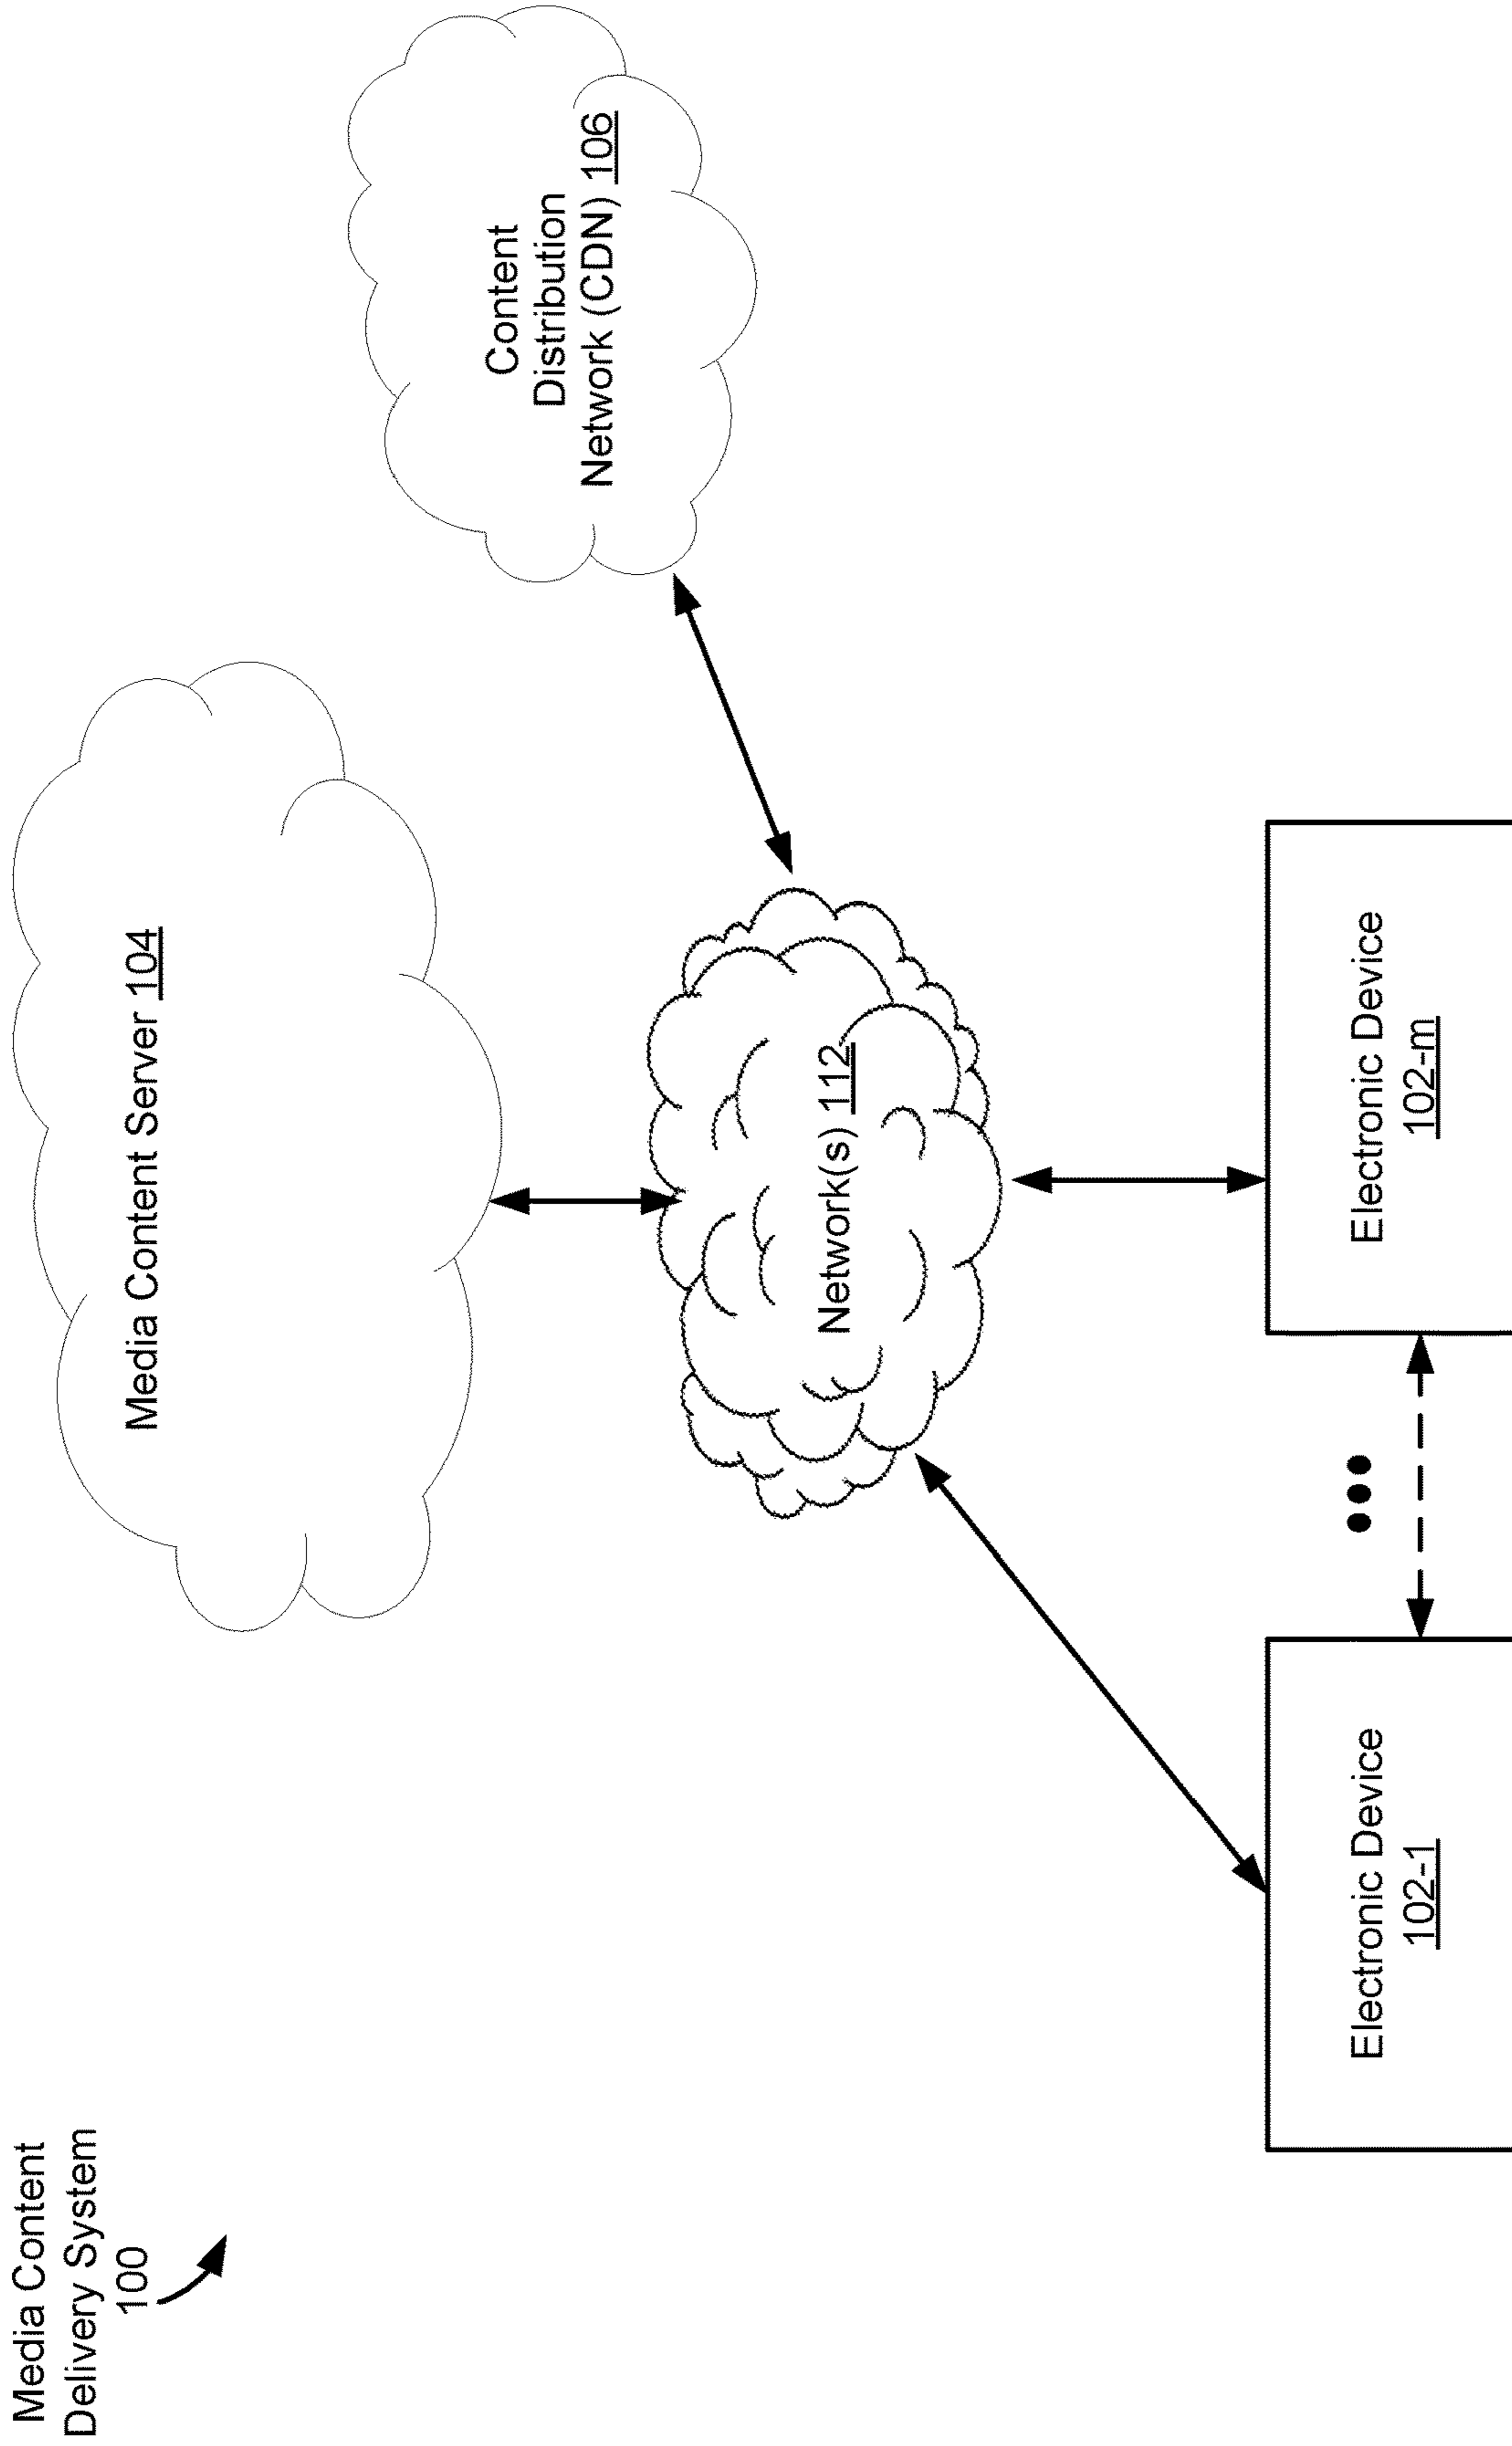 Media Content
Delivery System
100
Media Content Server 104
Content
Distribution
Network (CDN) 106
Network(s) 112
Electronic Device
102-1
•••
Electronic Device
102-m